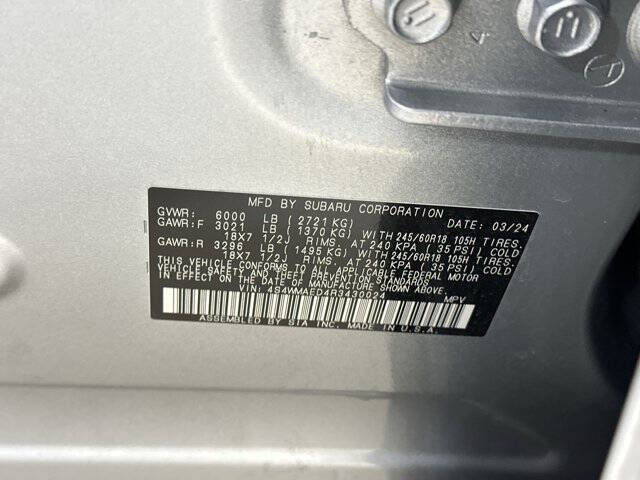 MFD BY SUBARU CORPORATION
GVWR: 6000 LB (2721 KG) DATE: 03/24
GAWR:F 3021 LB (1370 KG) WITH 245/60R18 105H TIRES,
18X7 1/2J RIMS, AT 240 KPA (35 PSI) COLD
GAWR:R 3296 LB (1495 KG) WITH 245/60R18 105H TIRES,
18X7 1/2J RIMS, AT 240 KPA (35 PSI) COLD
THIS VEHICLE CONFORMS TO ALL APPLICABLE FEDERAL MOTOR
VEHICLE SAFETY AND THEFT PREVENTION STANDARDS
IN EFFECT ON THE DATE OF MANUFACTURE SHOWN ABOVE.
VIN: 4S4WMAED4R3430024 MPV
ASSEMBLED BY SIA INC. MADE IN U.S.A.